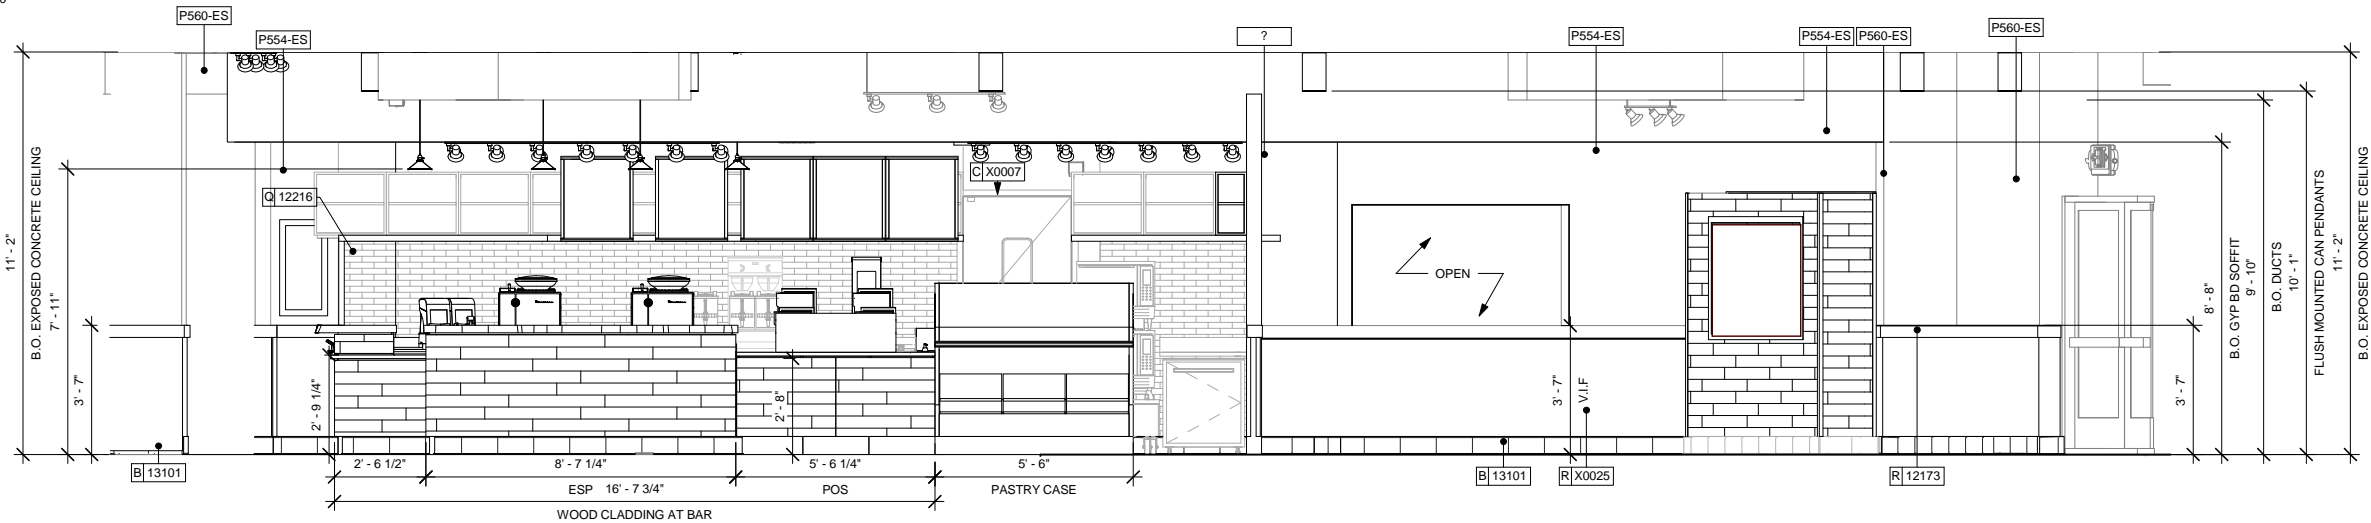 P560-ES
P554-ES
?
P554-ES
P554-ES
P560-ES
P560-ES
11' - 2"
B.O. EXPOSED CONCRETE CEILING
7' - 11"
3' - 7"
Q 12216
C X0007
OPEN
2' - 9 1/4"
2' - 8"
3' - 7"
V.I.F
3' - 7"
8' - 8"
B.O. GYP BD SOFFIT
9' - 10"
B.O. DUCTS
10' - 1"
FLUSH MOUNTED CAN PENDANTS
11' - 2"
B.O. EXPOSED CONCRETE CEILING
B 13101
2' - 6 1/2"
8' - 7 1/4"
5' - 6 1/4"
5' - 6"
B 13101
R X0025
R 12173
ESP 16' - 7 3/4"
POS
PASTRY CASE
WOOD CLADDING AT BAR